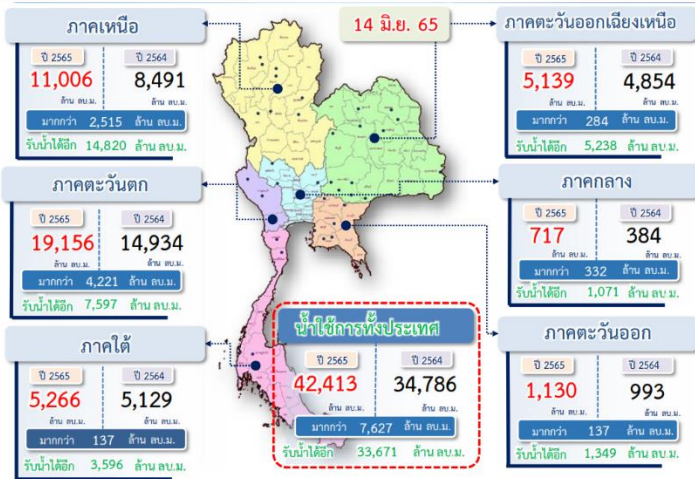 ภาคเหนือ
ปี 2565 ปี 2564
11,006 8,491
ล้าน ลบ.ม. ล้าน ลบ.ม.
มากกว่า 2,515 ล้าน ลบ.ม.
รับน้ำได้อีก 14,820 ล้าน ลบ.ม.
14 มิ.ย. 65
ภาคตะวันออกเฉียงเหนือ
ปี 2565 ปี 2564
5,139 4,854
ล้าน ลบ.ม. ล้าน ลบ.ม.
มากกว่า 284 ล้าน ลบ.ม.
รับน้ำได้อีก 5,238 ล้าน ลบ.ม.
ภาคตะวันตก
ปี 2565 ปี 2564
19,156 14,934
ล้าน ลบ.ม. ล้าน ลบ.ม.
มากกว่า 4,221 ล้าน ลบ.ม.
รับน้ำได้อีก 7,597 ล้าน ลบ.ม.
ภาคกลาง
ปี 2565 ปี 2564
717 384
ล้าน ลบ.ม. ล้าน ลบ.ม.
มากกว่า 332 ล้าน ลบ.ม.
รับน้ำได้อีก 1,071 ล้าน ลบ.ม.
ภาคใต้
ปี 2565 ปี 2564
5,266 5,129
ล้าน ลบ.ม. ล้าน ลบ.ม.
มากกว่า 137 ล้าน ลบ.ม.
รับน้ำได้อีก 3,596 ล้าน ลบ.ม.
น้ำใช้การทั้งประเทศ
ปี 2565 ปี 2564
42,413 34,786
ล้าน ลบ.ม. ล้าน ลบ.ม.
มากกว่า 7,627 ล้าน ลบ.ม.
รับน้ำได้อีก 33,671 ล้าน ลบ.ม.
ภาคตะวันออก
ปี 2565 ปี 2564
1,130 993
ล้าน ลบ.ม. ล้าน ลบ.ม.
มากกว่า 137 ล้าน ลบ.ม.
รับน้ำได้อีก 1,349 ล้าน ลบ.ม.